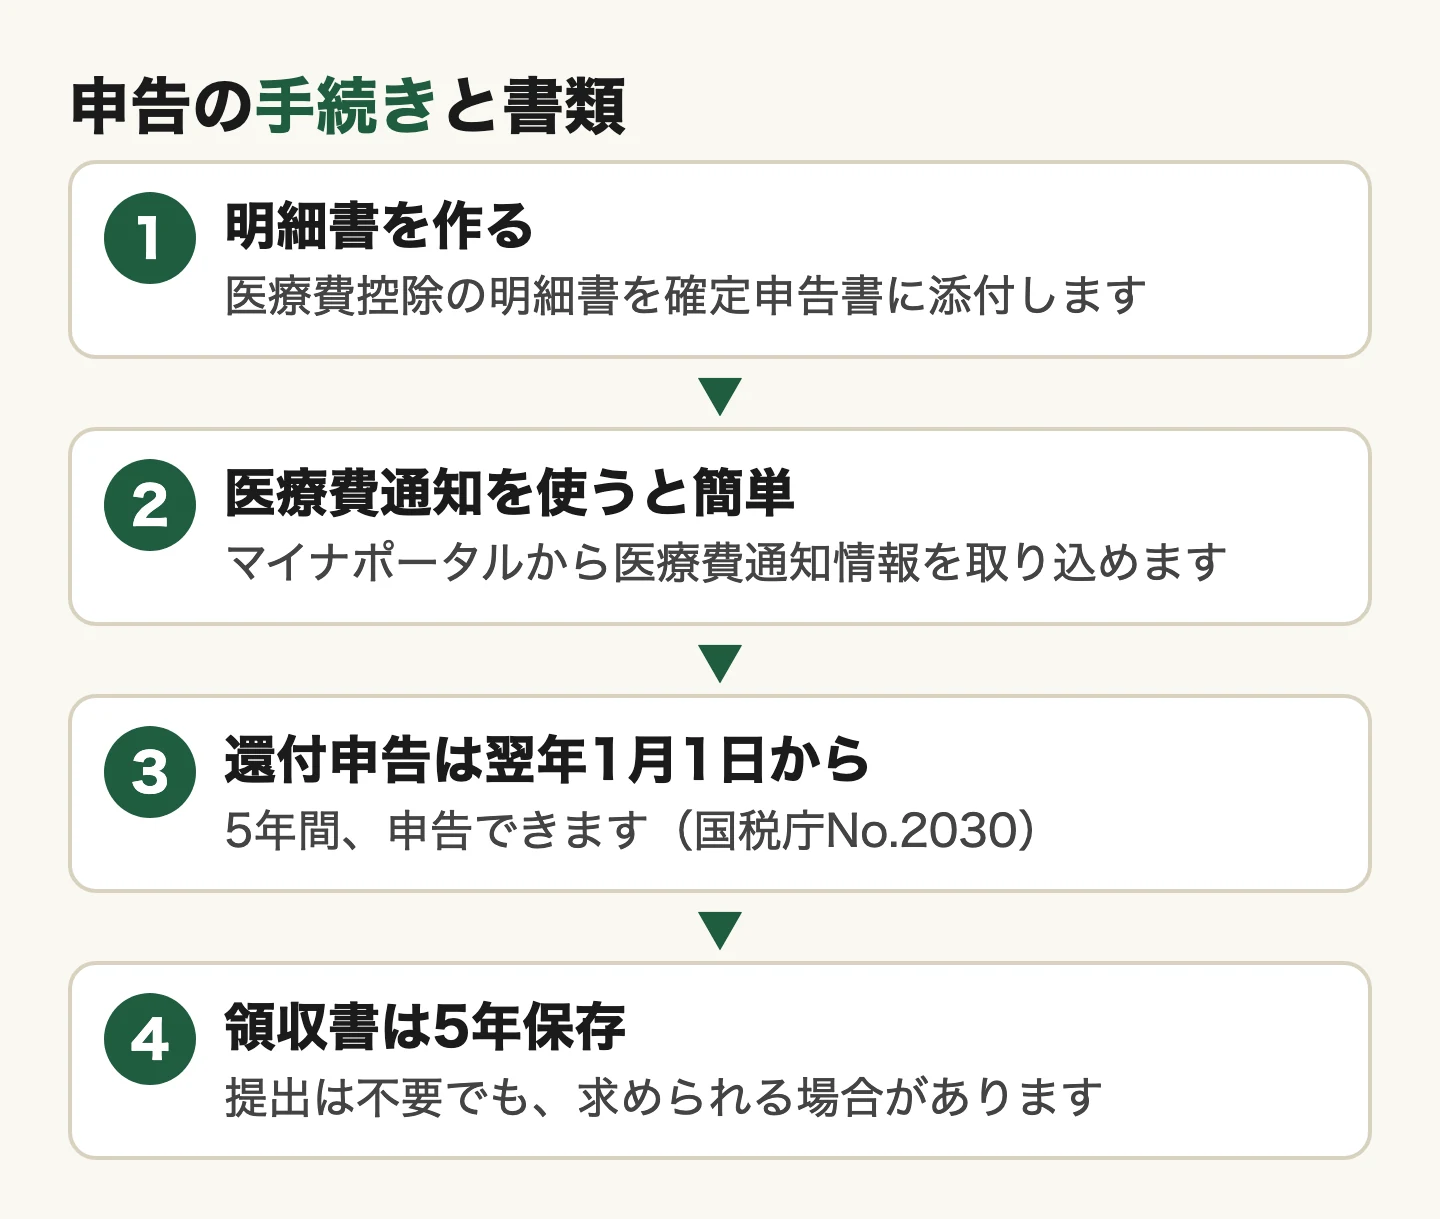 申告の手続きと書類
1
明細書を作る
医療費控除の明細書を確定申告書に添付します
2
医療費通知を使うと簡単
マイナポータルから医療費通知情報を取り込めます
3
還付申告は翌年1月1日から
5年間、申告できます（国税庁No.2030）
4
領収書は5年保存
提出は不要でも、求められる場合があります